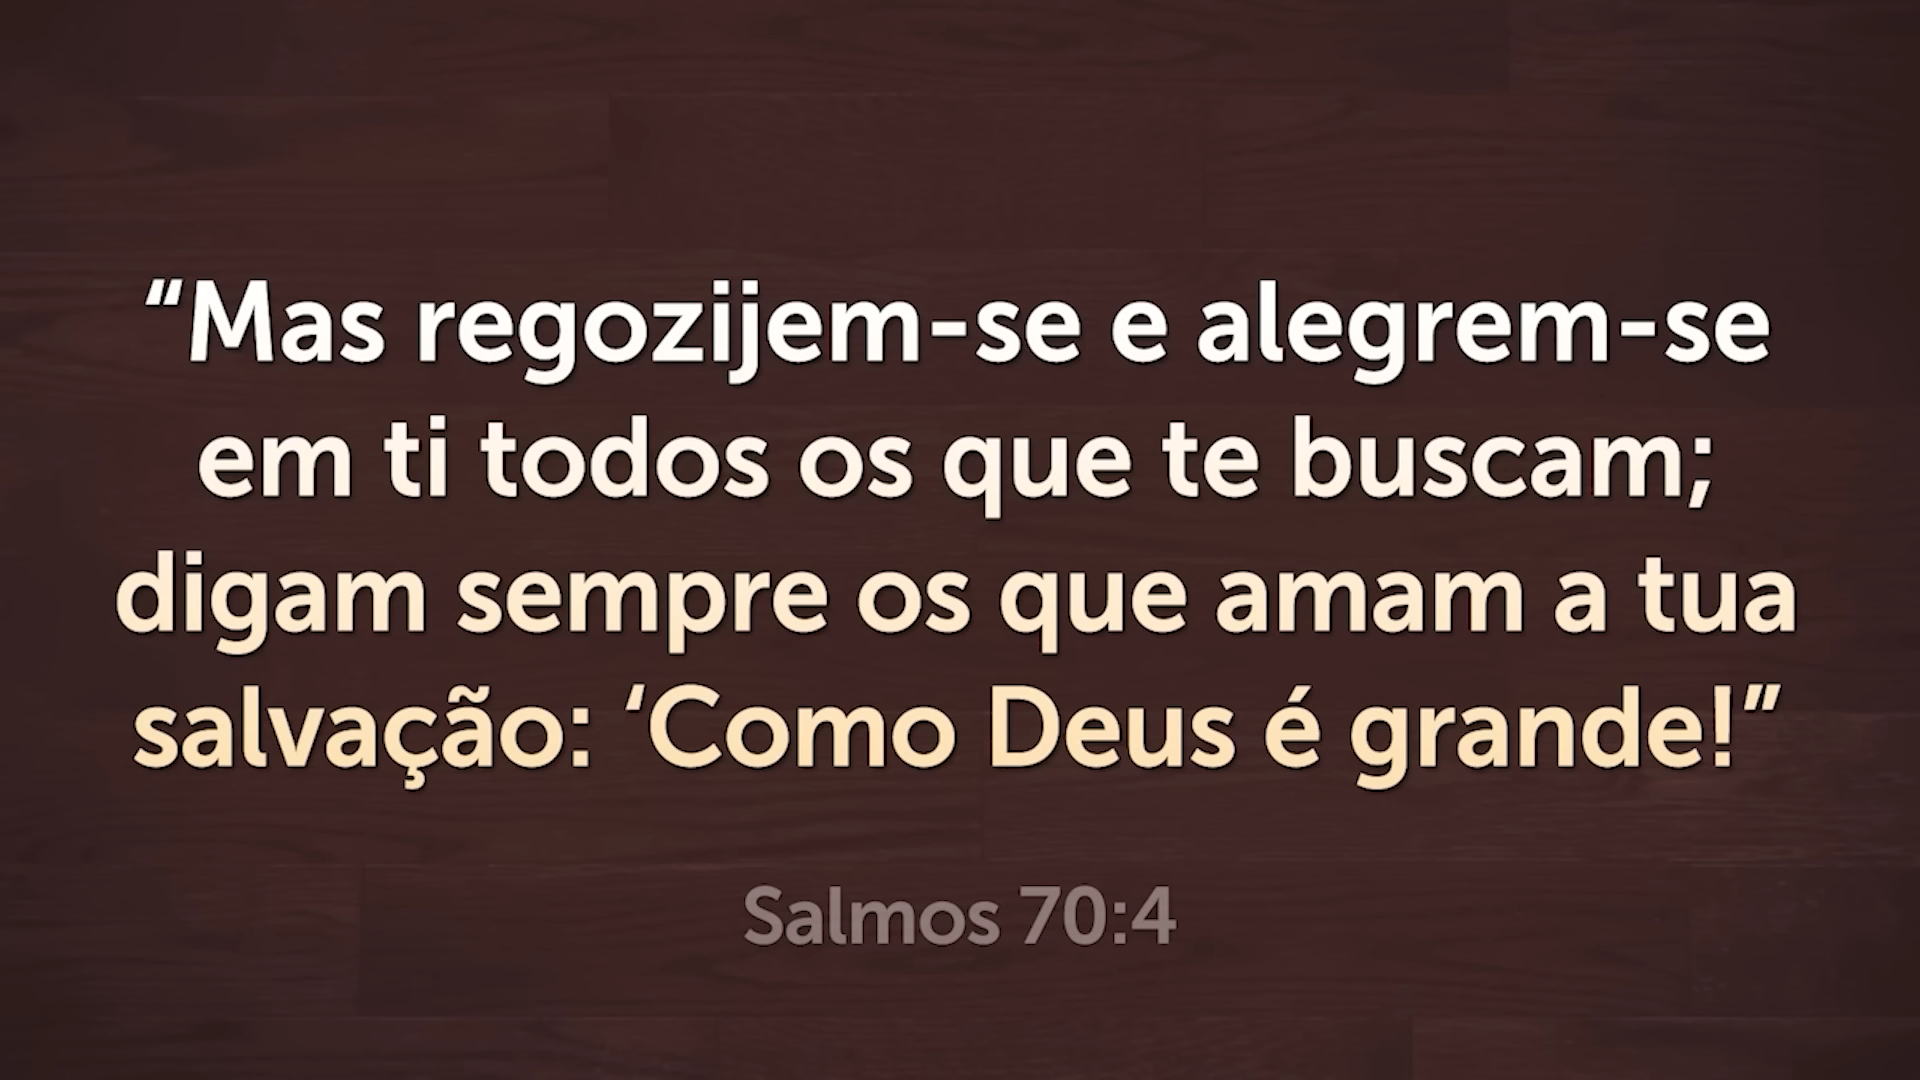 “Mas regozijem-se e alegrem-se
em ti todos os que te buscam;
digam sempre os que amam a tua
salvação: ‘Como Deus é grande!”
Salmos 70:4